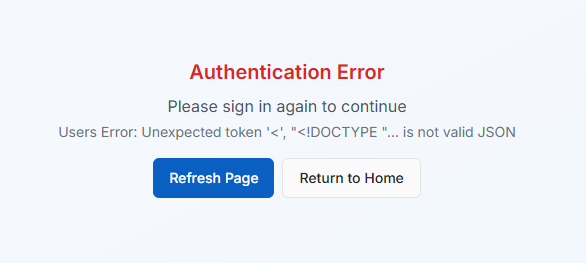 Authentication Error
Please sign in again to continue
Users Error: Unexpected token '<', "<!DOCTYPE "... is not valid JSON
Refresh Page
Return to Home